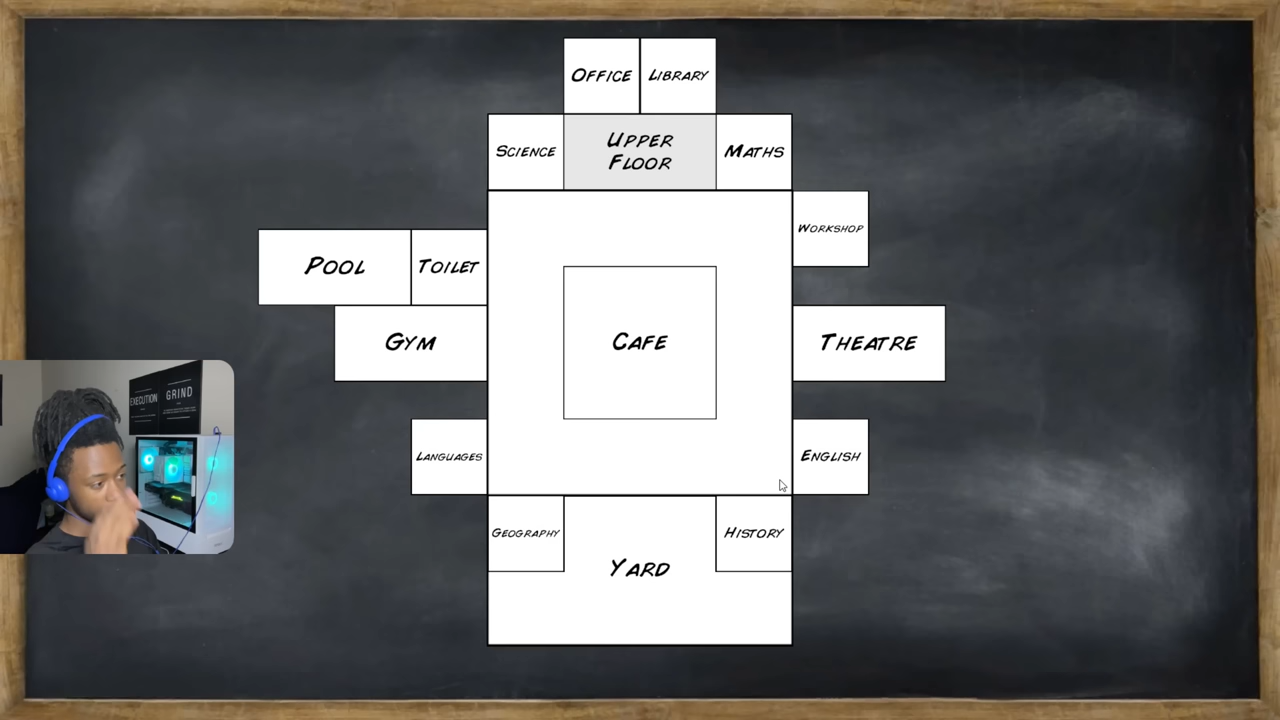 OFFICE
LIBRARY
SCIENCE
UPPER
FLOOR
MATHS
WORKSHOP
POOL
TOILET
GYM
CAFE
THEATRE
LANGUAGES
ENGLISH
GEOGRAPHY
HISTORY
YARD
EXECUTION
GRIND